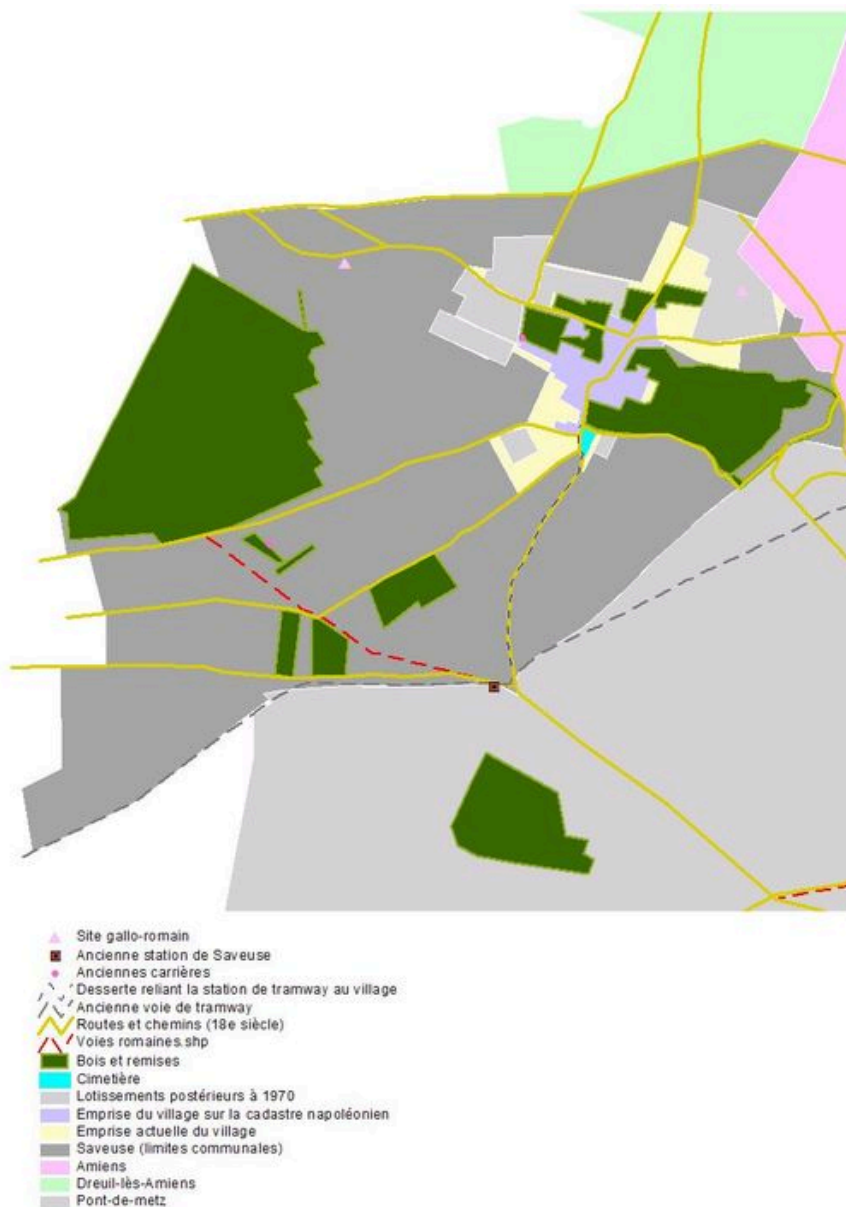 Site gallo-romain
Ancienne station de Saveuse
Anciennes carrières
Desserte reliant la station de tramway au village
Ancienne voie de tramway
Routes et chemins (18e siècle)
Voies romaines.shp
Bois et remises
Cimetière
Lotissements postérieurs à 1970
Emprise du village sur la cadastre napoléonien
Emprise actuelle du village
Saveuse (limites communales)
Amiens
Dreuil-lès-Amiens
Pont-de-metz